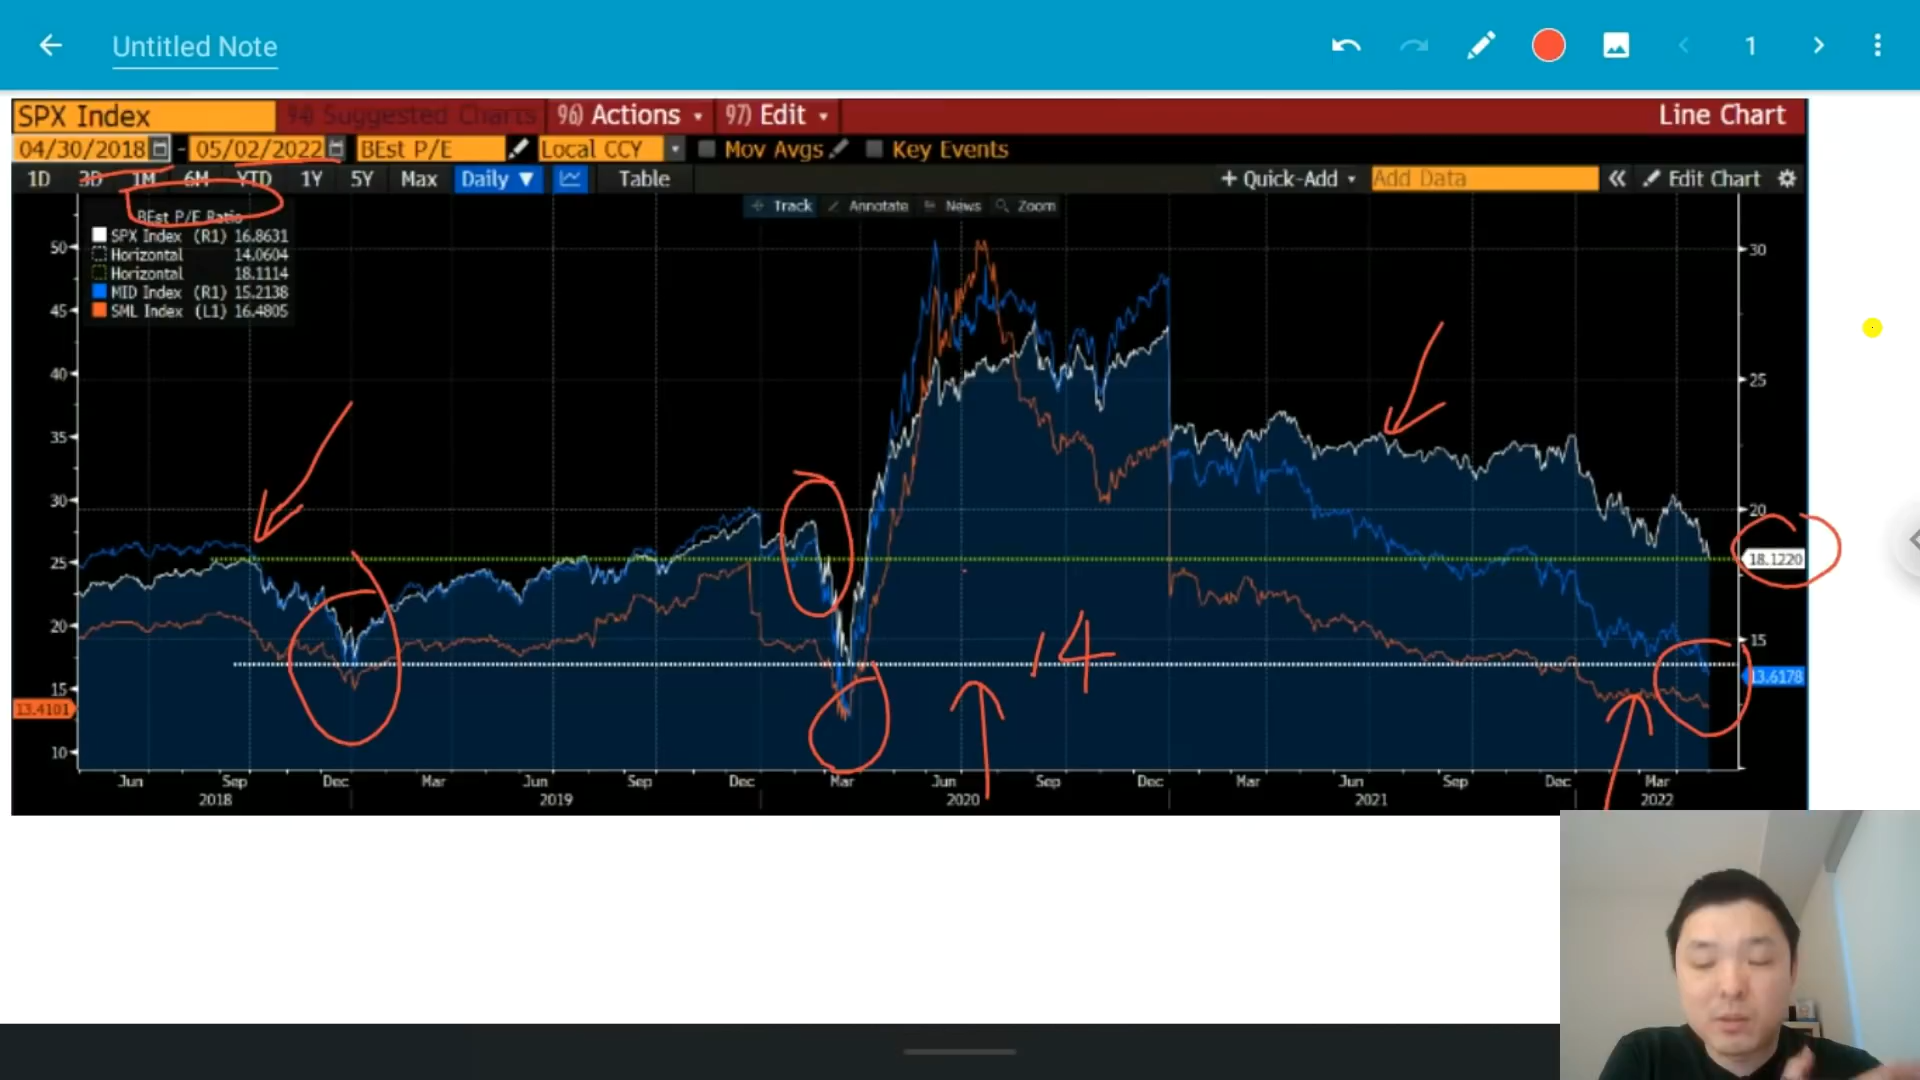 Untitled Note
1
SPX Index 94) Suggested Charts 96) Actions 97) Edit Line Chart
04/30/2018 - 05/02/2022 BEst P/E Local CCY Mov Avgs Key Events
1D 3D 1M 6M YTD 1Y 5Y Max Daily ▼ Table + Quick-Add Add Data « Edit Chart
Track Annotate News Zoom
BEst P/E Ratio
SPX Index (R1) 16.8631
Horizontal 14.0604
Horizontal 18.1114
MID Index (R1) 15.2138
SML Index (L1) 16.4805
50
45
40
35
30
25
20
15
13.4101
10
30
25
20
18.1220
15
13.6178
14
Jun Sep Dec Mar Jun Sep Dec Mar Jun Sep Dec Mar Jun Sep Dec Mar
2018 2019 2020 2021 2022